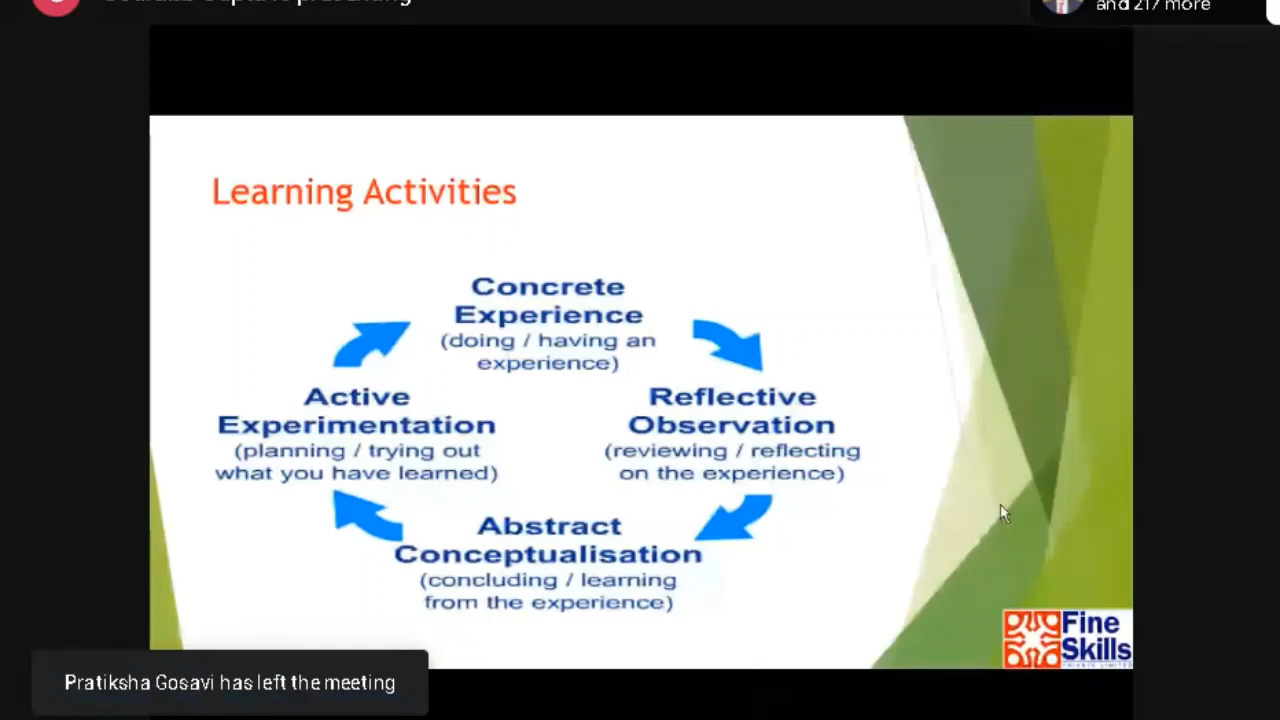 and 217 more
Learning Activities
Concrete
Experience
(doing / having an
experience)
Active
Experimentation
(planning / trying out
what you have learned)
Reflective
Observation
(reviewing / reflecting
on the experience)
Abstract
Conceptualisation
(concluding / learning
from the experience)
Fine
Skills
Pratiksha Gosavi has left the meeting